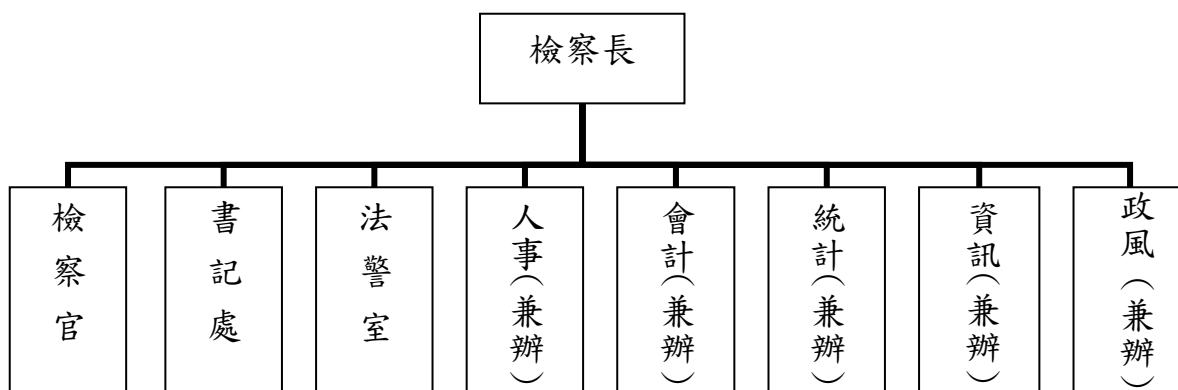 檢察長
檢察官
書記處
法警室
人事(兼辦)
會計(兼辦)
統計(兼辦)
資訊(兼辦)
政風(兼辦)